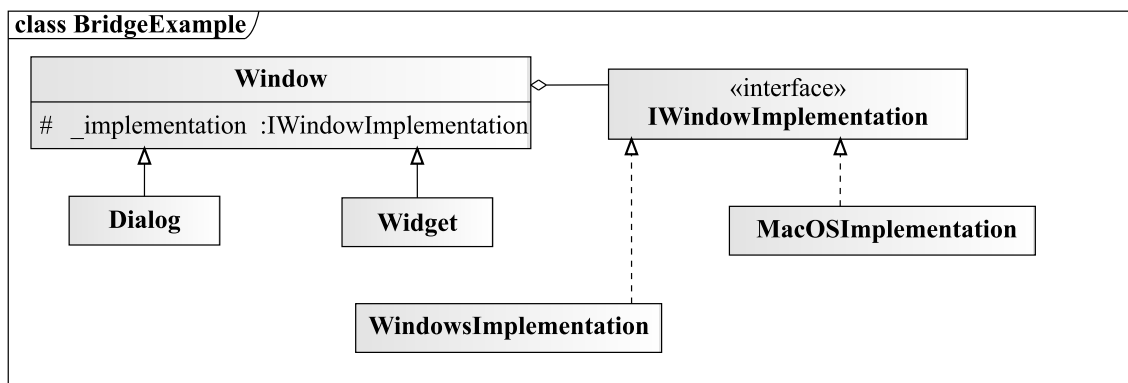 class BridgeExample
Window
# _implementation :IWindowImplementation
«interface»
IWindowImplementation
Dialog
Widget
MacOSImplementation
WindowsImplementation